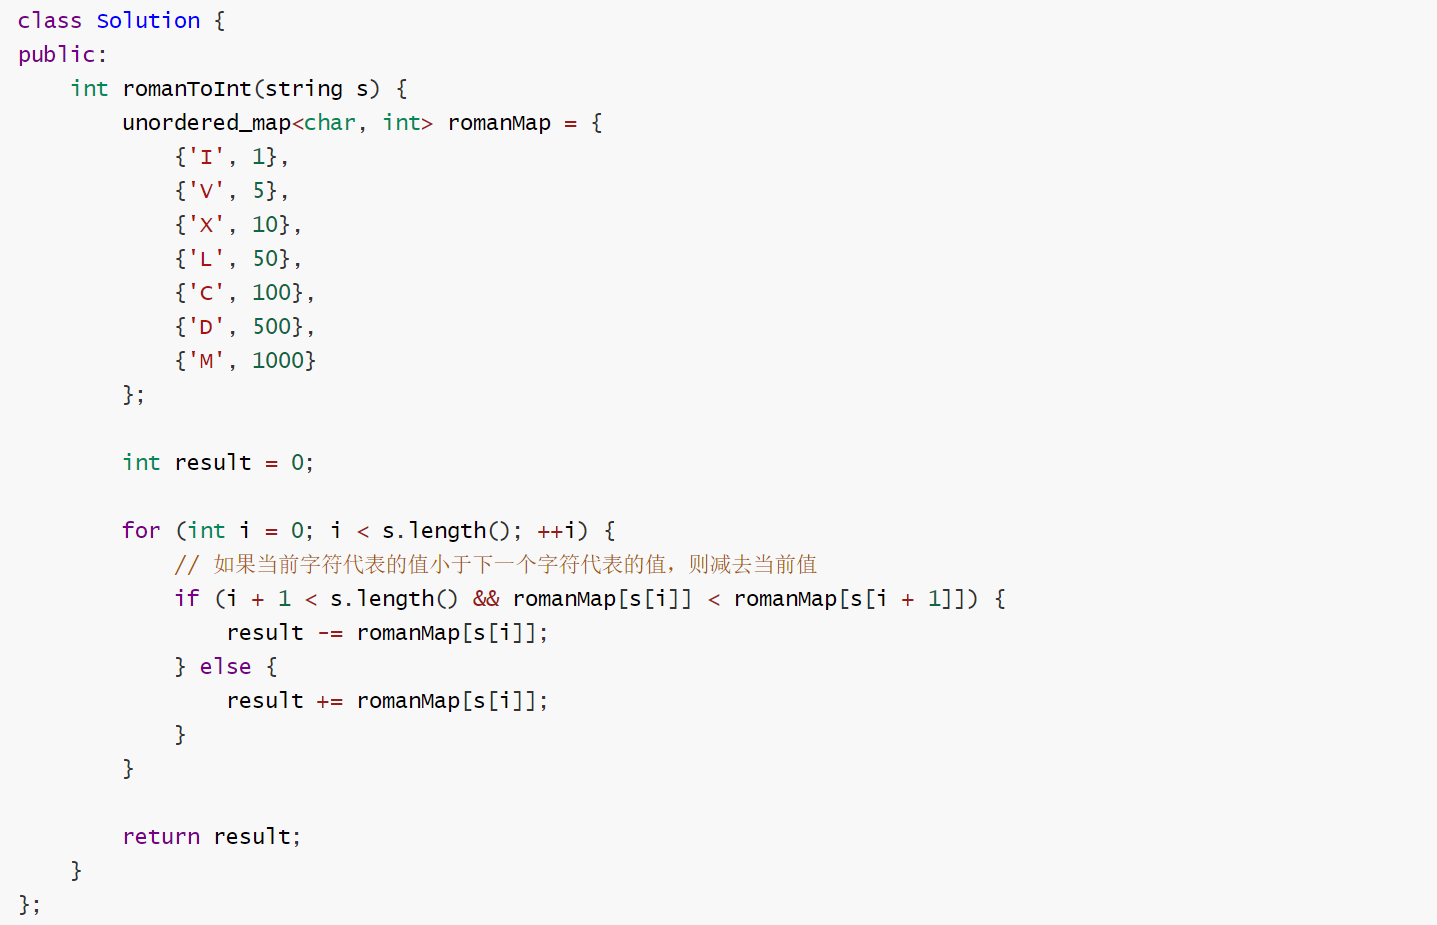 class Solution {
public:
    int romanToInt(string s) {
        unordered_map<char, int> romanMap = {
            {'I', 1},
            {'V', 5},
            {'X', 10},
            {'L', 50},
            {'C', 100},
            {'D', 500},
            {'M', 1000}
        };

        int result = 0;

        for (int i = 0; i < s.length(); ++i) {
            // 如果当前字符代表的值小于下一个字符代表的值，则减去当前值
            if (i + 1 < s.length() && romanMap[s[i]] < romanMap[s[i + 1]]) {
                result -= romanMap[s[i]];
            } else {
                result += romanMap[s[i]];
            }
        }

        return result;
    }
};